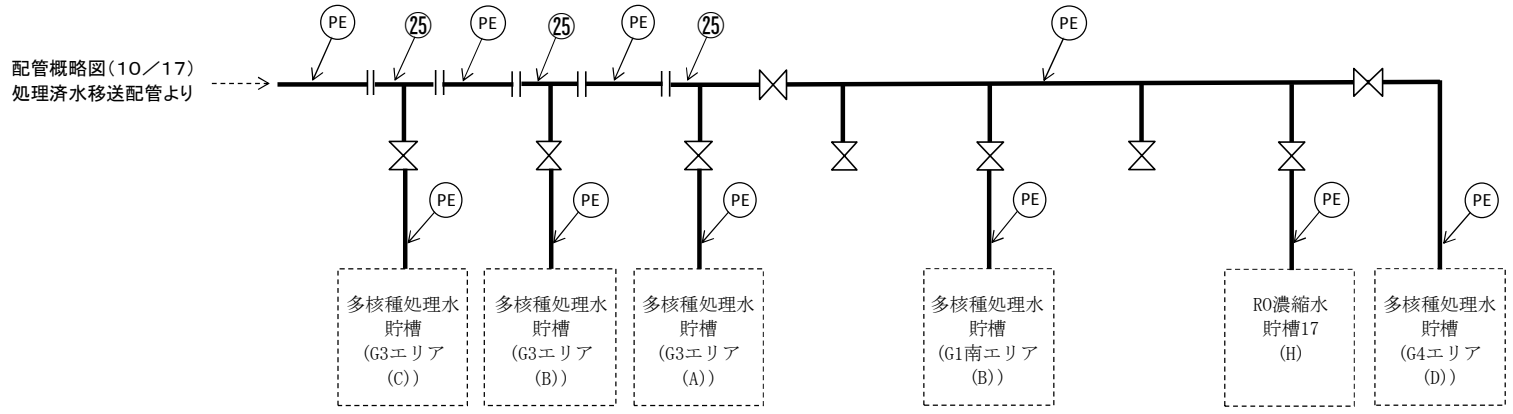 PE
㉕
PE
㉕
PE
㉕
PE
配管概略図(10/17)
処理済水移送配管より
PE
PE
PE
PE
PE
PE
多核種処理水
貯槽
(G3エリア
(C))
多核種処理水
貯槽
(G3エリア
(B))
多核種処理水
貯槽
(G3エリア
(A))
多核種処理水
貯槽
(G1南エリア
(B))
RO濃縮水
貯槽17
(H)
多核種処理水
貯槽
(G4エリア
(D))